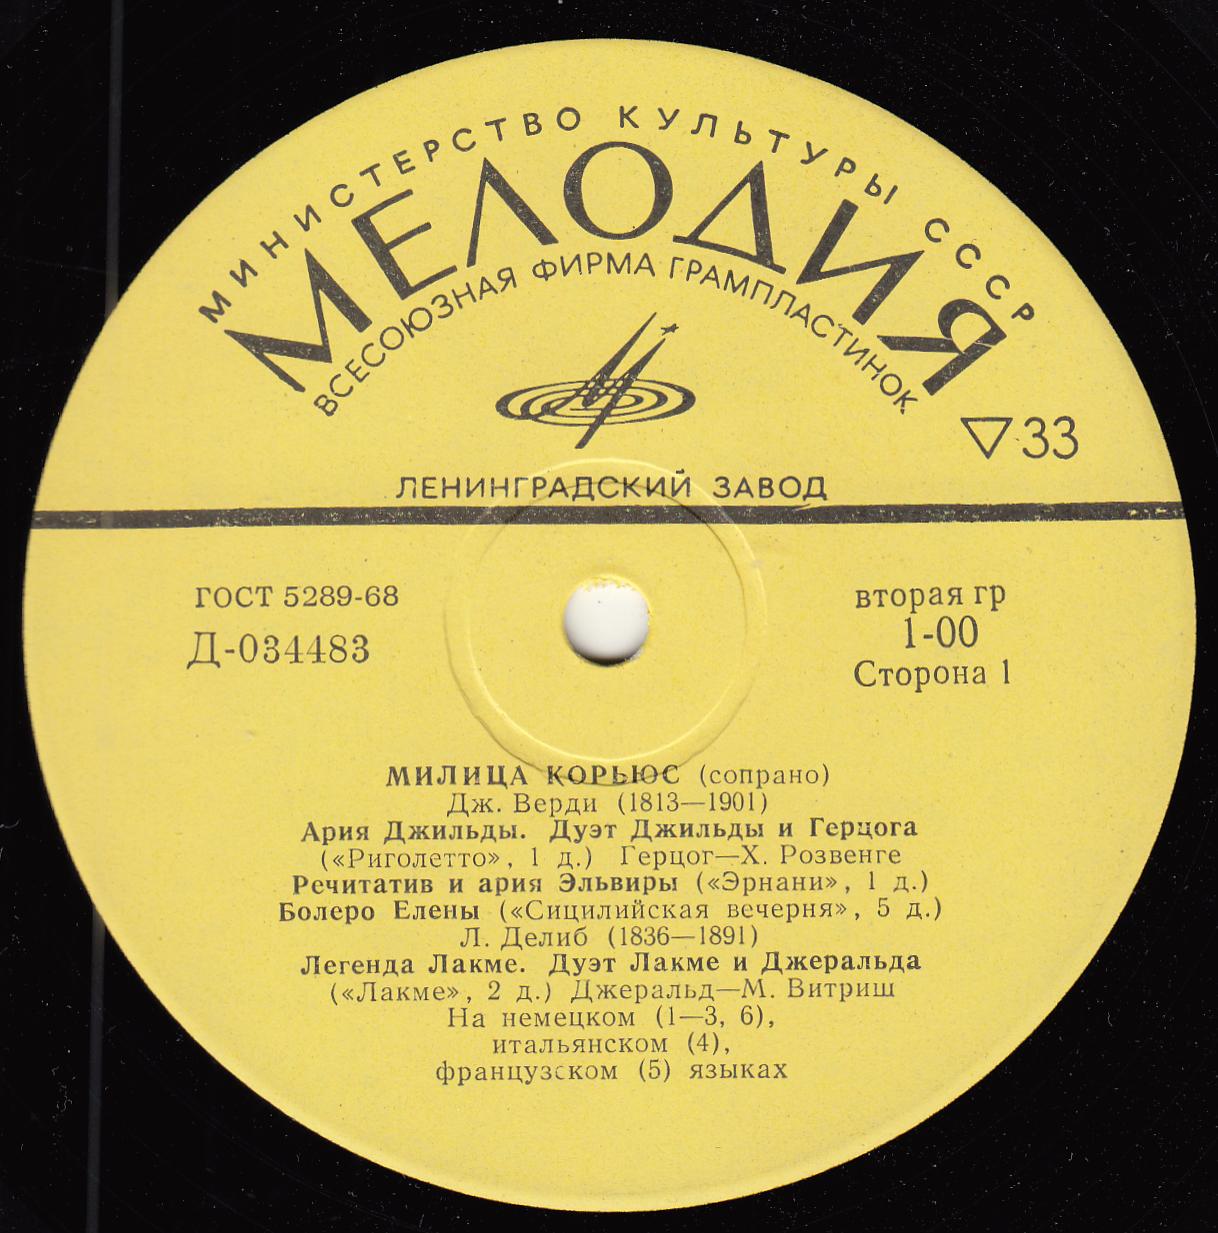 МИНИСТЕРСТВО КУЛЬТУРЫ СССР
МЕЛОДИЯ
ВСЕСОЮЗНАЯ ФИРМА ГРАМПЛАСТИНОК
▽33
ЛЕНИНГРАДСКИЙ ЗАВОД
ГОСТ 5289-68
Д-034483
вторая гр
1-00
Сторона 1
МИЛИЦА КОРЬЮС (сопрано)
Дж. Верди (1813—1901)
Ария Джильды. Дуэт Джильды и Герцога
(«Риголетто», 1 д.) Герцог—Х. Розвенге
Речитатив и ария Эльвиры («Эрнани», 1 д.)
Болеро Елены («Сицилийская вечерня», 5 д.)
Л. Делиб (1836—1891)
Легенда Лакме. Дуэт Лакме и Джеральда
(«Лакме», 2 д.) Джеральд—М. Витриш
На немецком (1—3, 6),
итальянском (4),
французском (5) языках